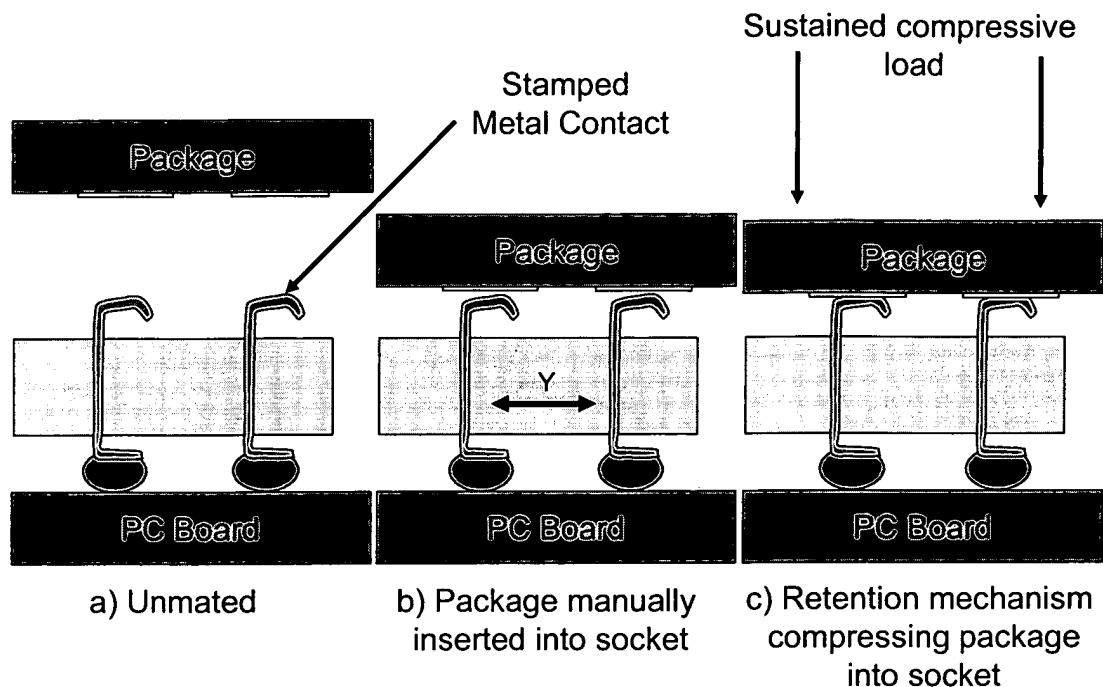 Sustained compressive
load
Stamped
Metal Contact
Package
Package
Package
Y
PC Board
PC Board
PC Board
a) Unmated
b) Package manually
inserted into socket
c) Retention mechanism
compressing package
into socket